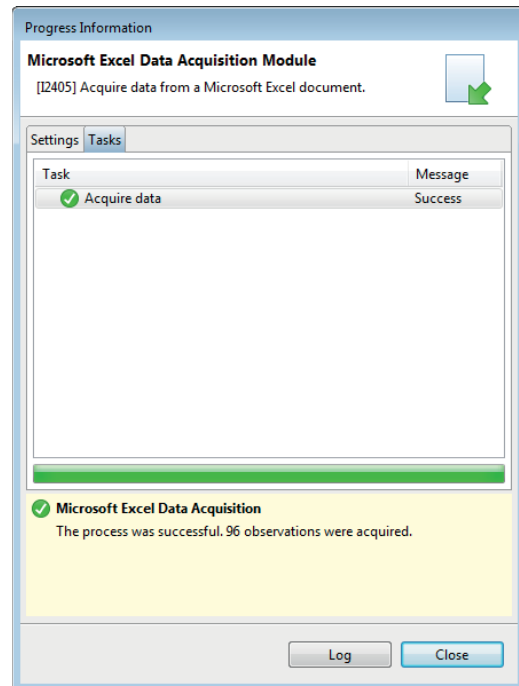 Progress Information
Microsoft Excel Data Acquisition Module
[I2405] Acquire data from a Microsoft Excel document.
Settings Tasks
Task Message
Acquire data Success
Microsoft Excel Data Acquisition
The process was successful. 96 observations were acquired.
Log Close